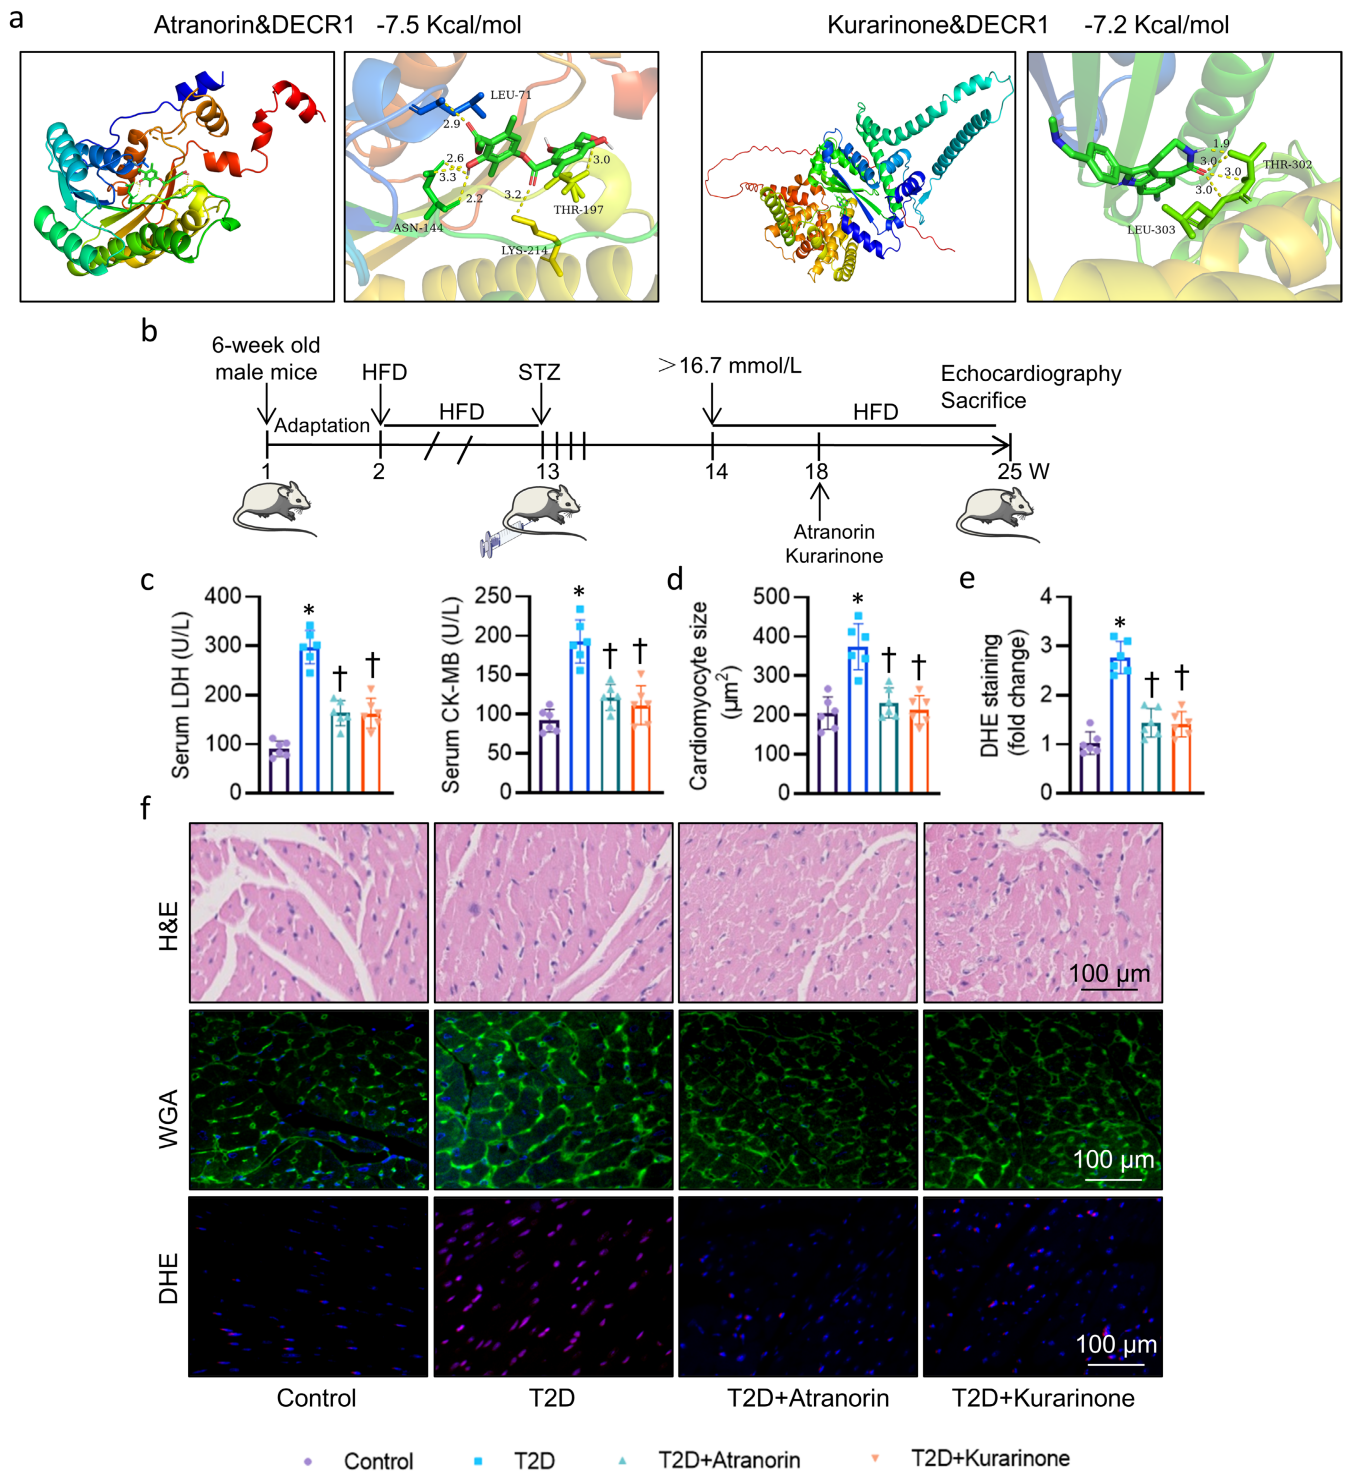 a
Atranorin&DECR1 -7.5 Kcal/mol
Kurarinone&DECR1 -7.2 Kcal/mol
LEU-71
2.9
2.6
3.3
2.2
3.2
3.0
ASN-144
THR-197
LYS-214
1.9
3.0
3.0
3.0
THR-302
LEU-303
b
6-week old
male mice
HFD
STZ
>16.7 mmol/L
Echocardiography
Sacrifice
Adaptation
HFD
HFD
1
2
13
14
18
25 W
Atranorin
Kurarinone
c
Serum LDH (U/L)
400
300
200
100
0
*
†
†
Serum CK-MB (U/L)
250
200
150
100
50
0
*
†
†
d
Cardiomyocyte size
(µm²)
500
400
300
200
100
0
*
†
†
e
DHE staining
(fold change)
4
3
2
1
0
*
†
†
f
H&E
100 µm
WGA
100 µm
DHE
100 µm
Control
T2D
T2D+Atranorin
T2D+Kurarinone
Control
T2D
T2D+Atranorin
T2D+Kurarinone